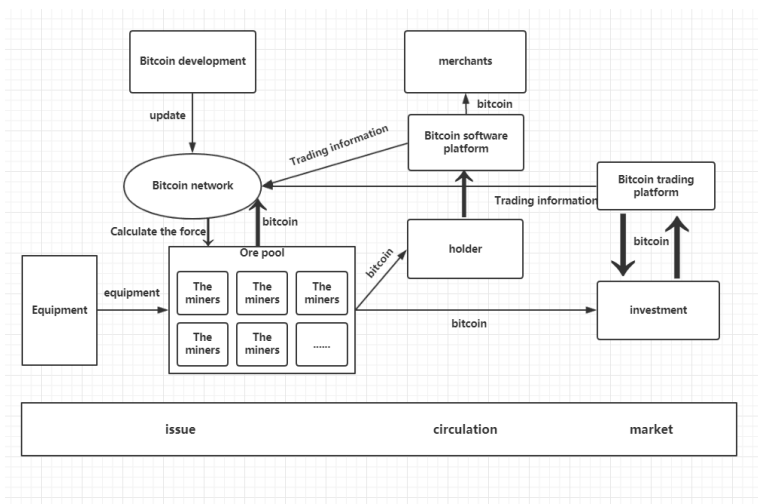 Bitcoin development
merchants
update
bitcoin
Trading information
Bitcoin software
platform
Bitcoin network
Bitcoin trading
platform
Trading information
Calculate the force
bitcoin
holder
bitcoin
Ore pool
bitcoin
Equipment
equipment
The
miners
The
miners
The
miners
The
miners
The
miners
......
investment
bitcoin
issue
circulation
market